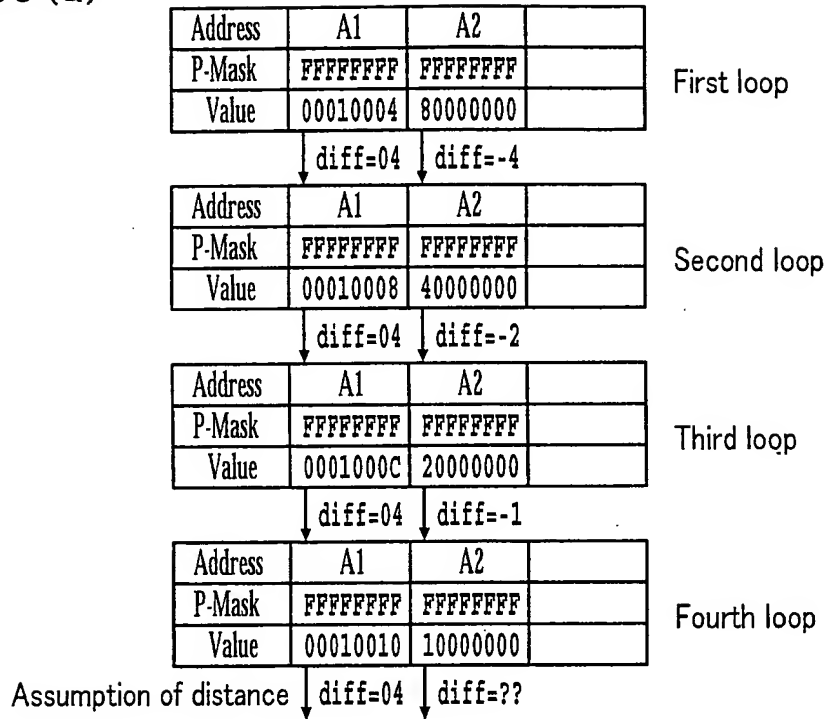 Address A1 A2
P-Mask FFFFFFFF FFFFFFFF
Value 00010004 80000000
First loop
diff=04 diff=-4
Address A1 A2
P-Mask FFFFFFFF FFFFFFFF
Value 00010008 40000000
Second loop
diff=04 diff=-2
Address A1 A2
P-Mask FFFFFFFF FFFFFFFF
Value 0001000C 20000000
Third loop
diff=04 diff=-1
Address A1 A2
P-Mask FFFFFFFF FFFFFFFF
Value 00010010 10000000
Fourth loop
Assumption of distance diff=04 diff=??